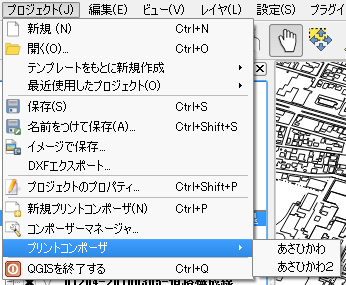 プロジェクト(J) 編集(E) ビュー(V) レイヤ(L) 設定(S) プラグイ
新規 (N) Ctrl+N
開く(O)... Ctrl+O
テンプレートをもとに新規作成
最近使用したプロジェクト(O)
保存(S) Ctrl+S
名前をつけて保存(A)... Ctrl+Shift+S
イメージで保存...
DXFエクスポート...
プロジェクトのプロパティ... Ctrl+Shift+P
新規プリントコンポーザ(N) Ctrl+P
コンポーザーマネージャ...
プリントコンポーザ
あさひかわ
あさひかわ2
QGISを終了する Ctrl+Q